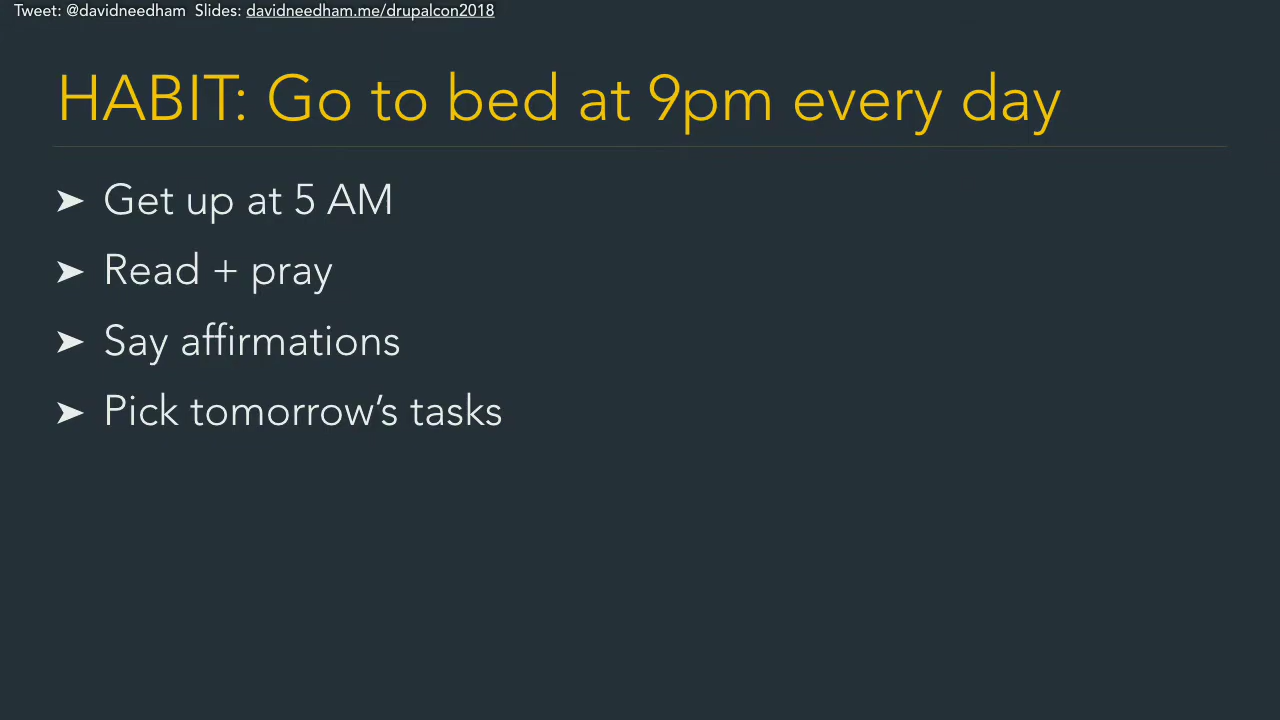 Tweet: @davidneedham Slides: davidneedham.me/drupalcon2018
HABIT: Go to bed at 9pm every day
➤ Get up at 5 AM
➤ Read + pray
➤ Say affirmations
➤ Pick tomorrow’s tasks